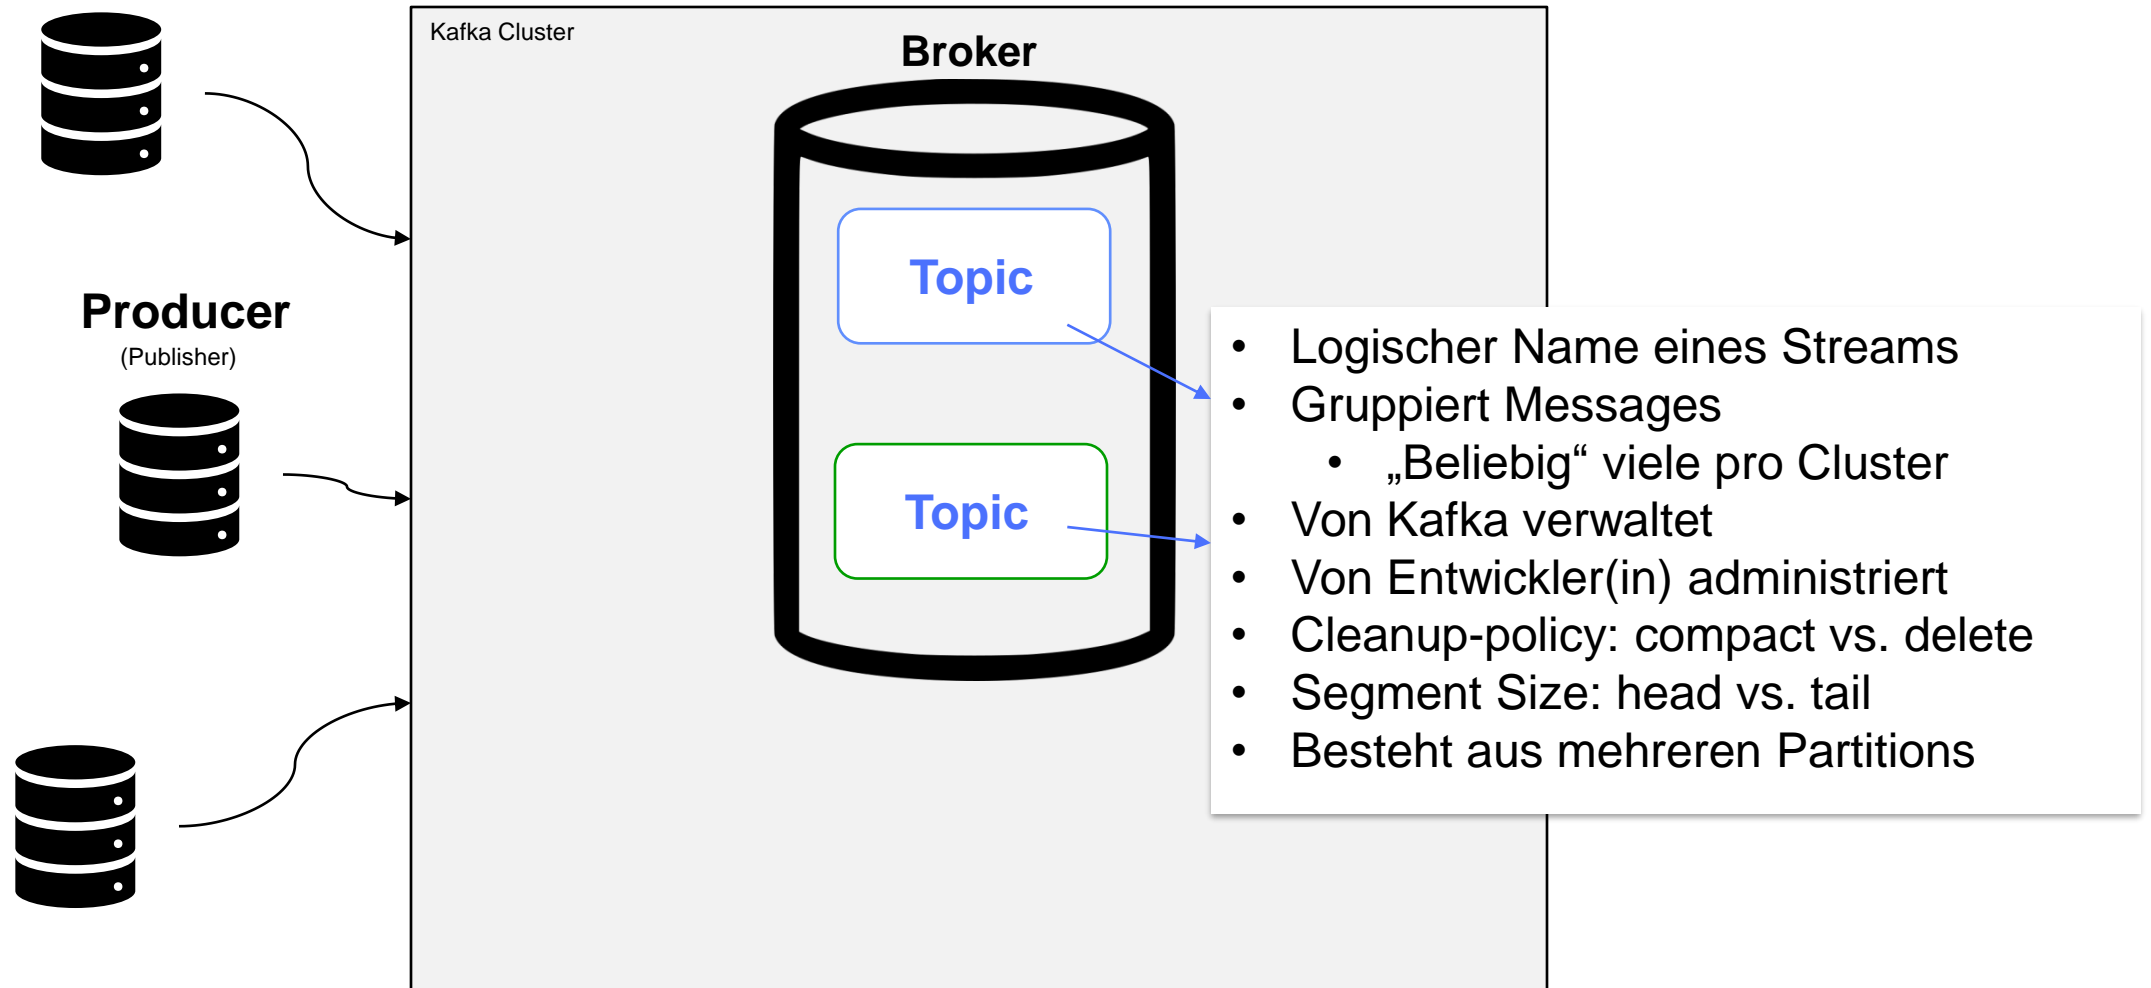 Kafka Cluster
Broker
Topic
Producer
(Publisher)
Topic
• Logischer Name eines Streams
• Gruppiert Messages
• „Beliebig“ viele pro Cluster
• Von Kafka verwaltet
• Von Entwickler(in) administriert
• Cleanup-policy: compact vs. delete
• Segment Size: head vs. tail
• Besteht aus mehreren Partitions